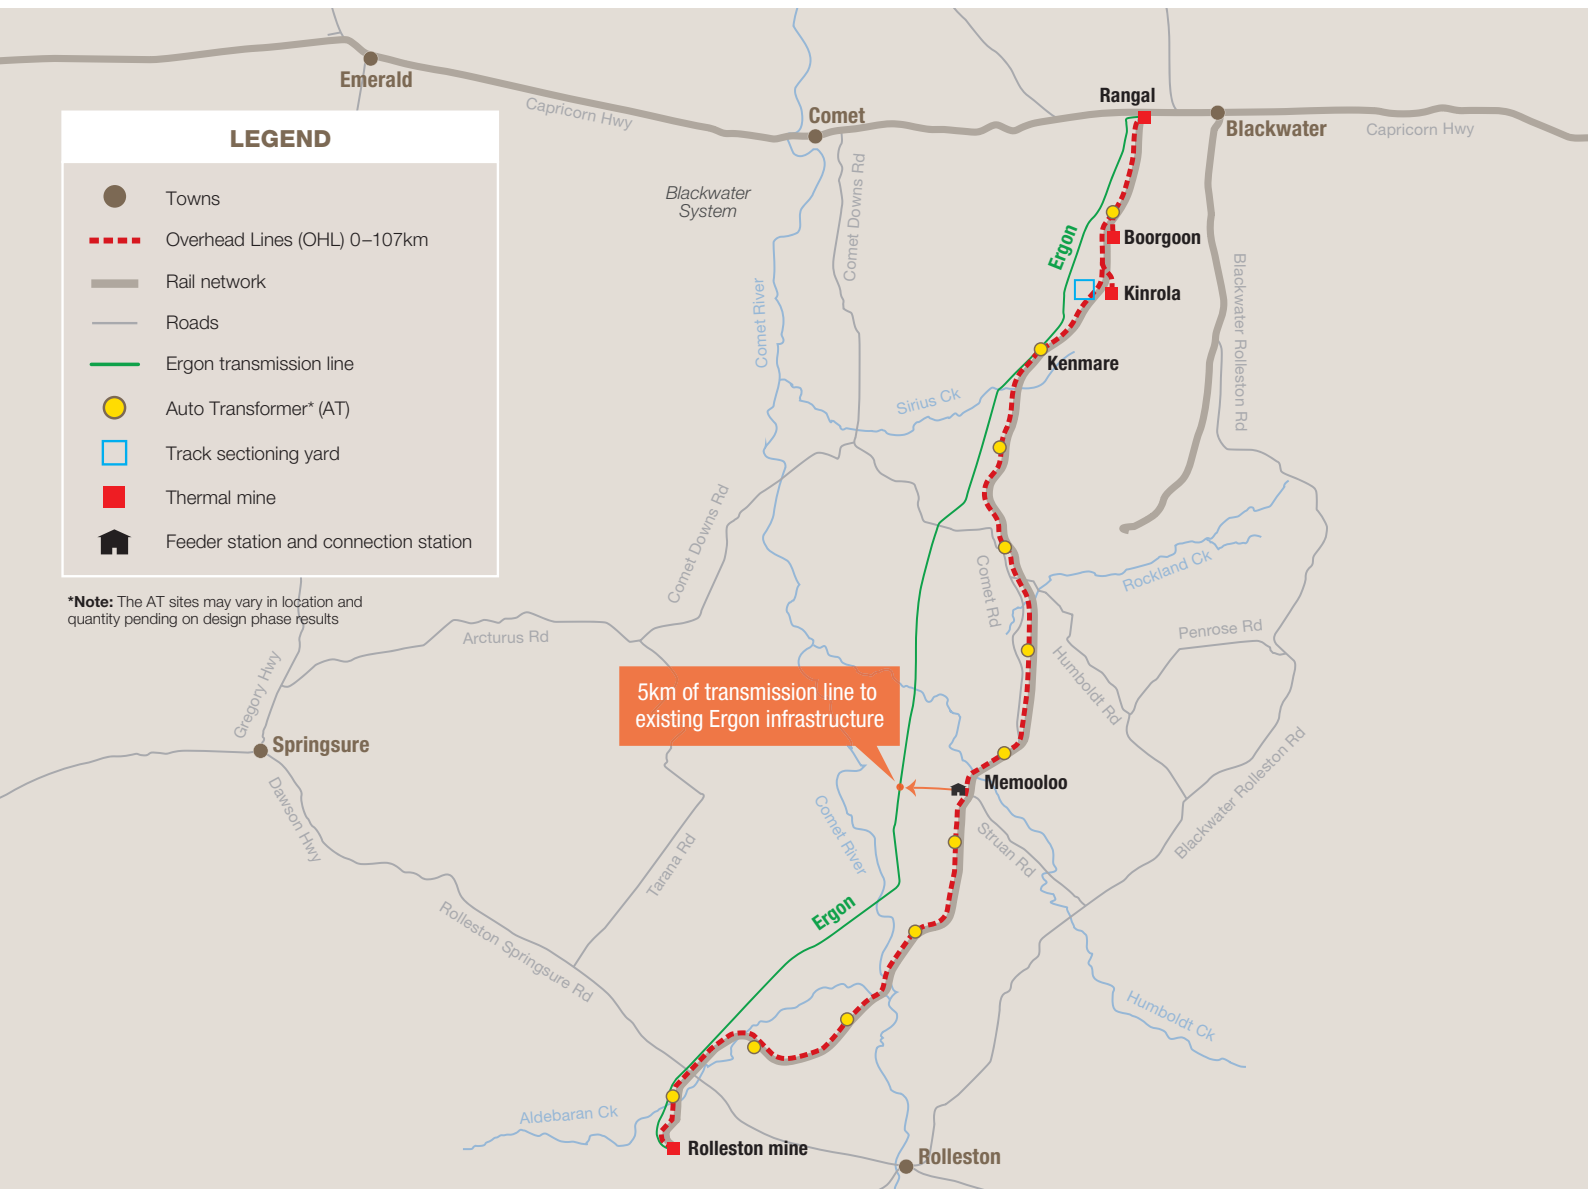 Emerald
Capricorn Hwy
Comet
Rangal
Blackwater
Capricorn Hwy
LEGEND
Towns
Overhead Lines (OHL) 0–107km
Rail network
Roads
Ergon transmission line
Auto Transformer* (AT)
Track sectioning yard
Thermal mine
Feeder station and connection station
*Note: The AT sites may vary in location and
quantity pending on design phase results
Blackwater
System
Comet Downs Rd
Comet River
Ergon
Boorgoon
Kinrola
Kenmare
Blackwater Rolleston Rd
Sirius Ck
Comet Downs Rd
Comet Rd
Rockland Ck
Arcturus Rd
Penrose Rd
Humboldt Rd
Gregory Hwy
5km of transmission line to
existing Ergon infrastructure
Springsure
Memooloo
Dawson Hwy
Comet River
Struan Rd
Blackwater Rolleston Rd
Tarana Rd
Ergon
Rolleston Springsure Rd
Humboldt Ck
Aldebaran Ck
Rolleston mine
Rolleston